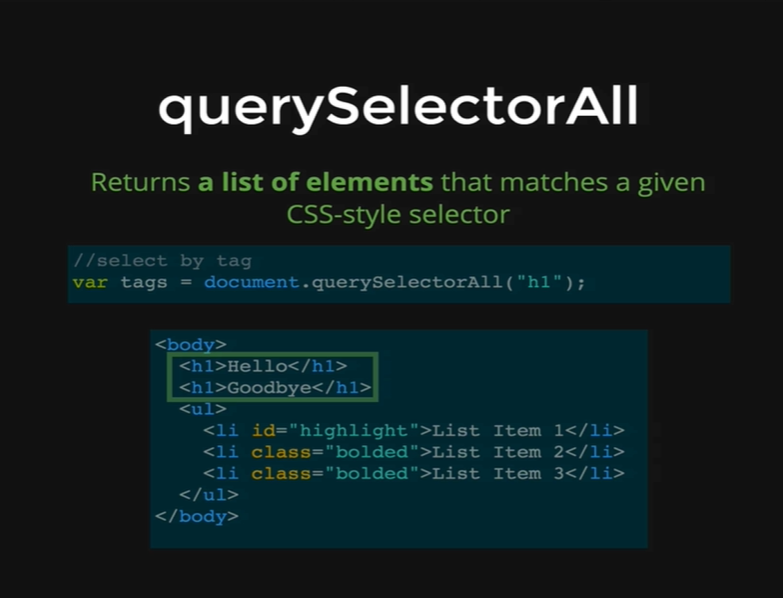 querySelectorAll
Returns a list of elements that matches a given
CSS-style selector
//select by tag
var tags = document.querySelectorAll("h1");
<body>
  <h1>Hello</h1>
  <h1>Goodbye</h1>
  <ul>
    <li id="highlight">List Item 1</li>
    <li class="bolded">List Item 2</li>
    <li class="bolded">List Item 3</li>
  </ul>
</body>